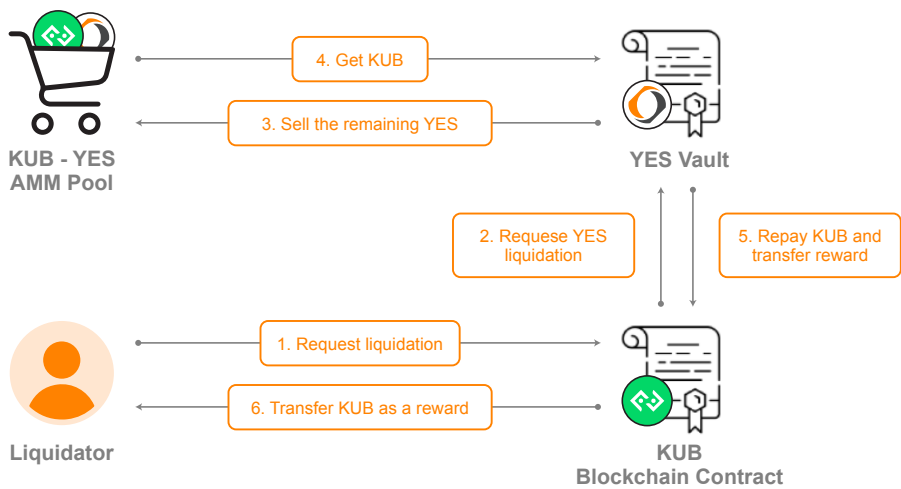 4. Get KUB
3. Sell the remaining YES
KUB - YES
AMM Pool
YES Vault
2. Requese YES
liquidation
5. Repay KUB and
transfer reward
1. Request liquidation
6. Transfer KUB as a reward
Liquidator
KUB
Blockchain Contract